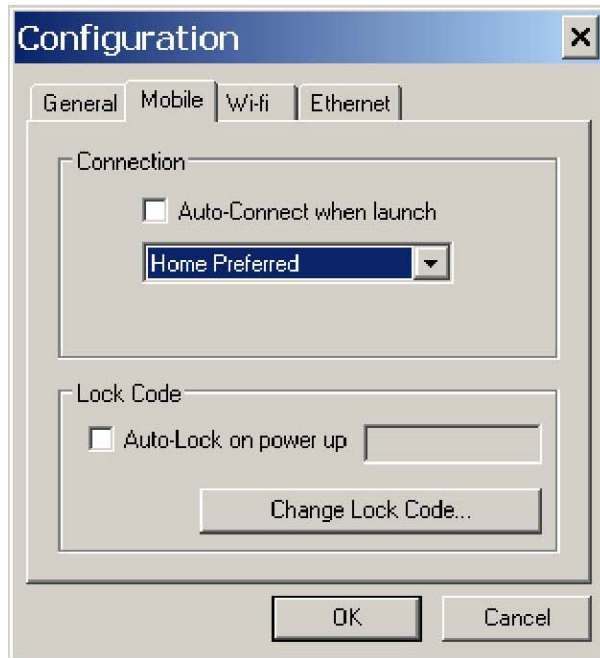 Configuration
General Mobile Wi-fi Ethernet
Connection
Auto-Connect when launch
Home Preferred
Lock Code
Auto-Lock on power up
Change Lock Code...
OK Cancel